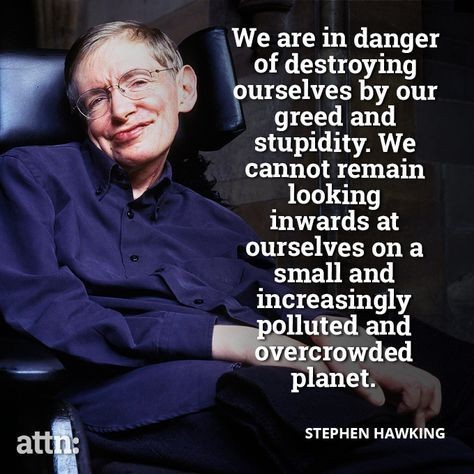 We are in danger
of destroying
ourselves by our
greed and
stupidity. We
cannot remain
looking
inwards at
ourselves on a
small and
increasingly
polluted and
overcrowded
planet.
STEPHEN HAWKING
attn: